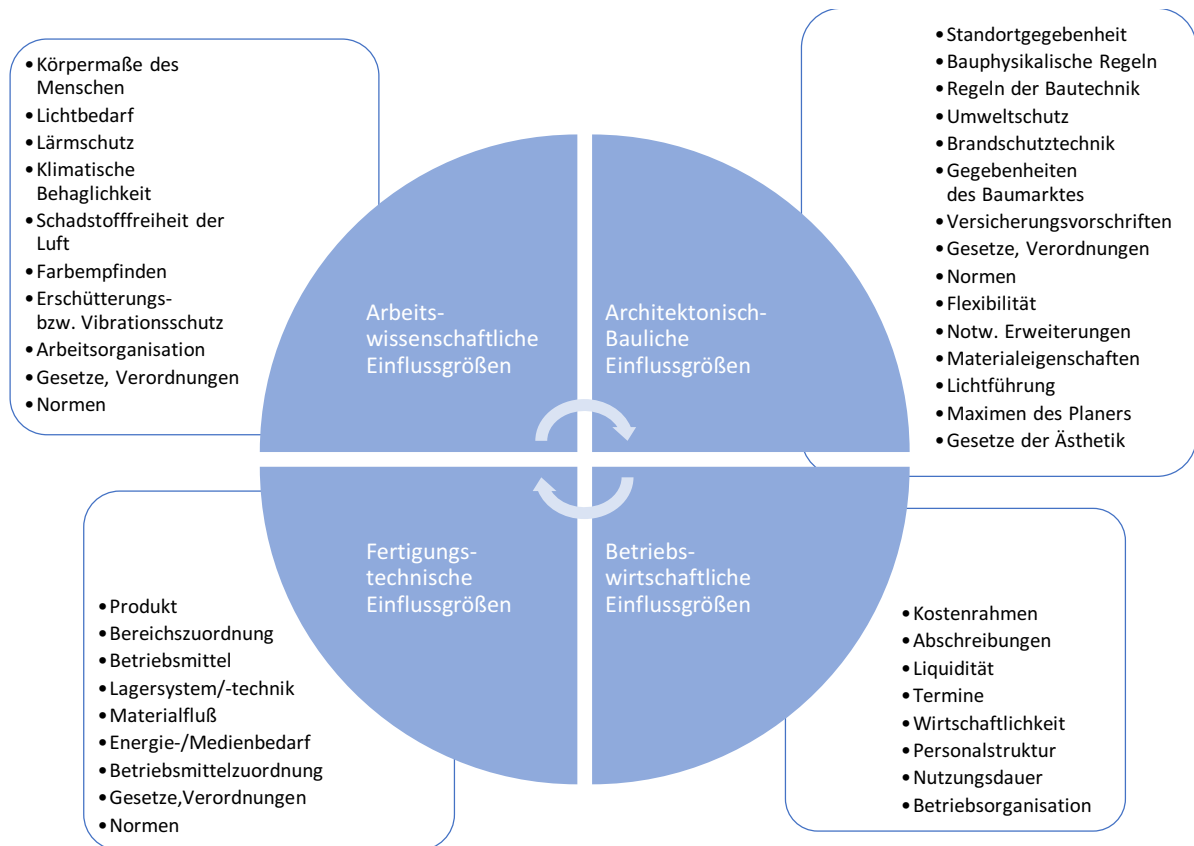 • Körpermaße des
Menschen
• Lichtbedarf
• Lärmschutz
• Klimatische
Behaglichkeit
• Schadstofffreiheit der
Luft
• Farbempfinden
• Erschütterungs-
bzw. Vibrationsschutz
• Arbeitsorganisation
• Gesetze, Verordnungen
• Normen
• Standortgegebenheit
• Bauphysikalische Regeln
• Regeln der Bautechnik
• Umweltschutz
• Brandschutztechnik
• Gegebenheiten
des Baumarktes
• Versicherungsvorschriften
• Gesetze, Verordnungen
• Normen
• Flexibilität
• Notw. Erweiterungen
• Materialeigenschaften
• Lichtführung
• Maximen des Planers
• Gesetze der Ästhetik
Arbeits-
wissenschaftliche
Einflussgrößen
Architektonisch-
Bauliche
Einflussgrößen
Fertigungs-
technische
Einflussgrößen
Betriebs-
wirtschaftliche
Einflussgrößen
• Produkt
• Bereichszuordnung
• Betriebsmittel
• Lagersystem/-technik
• Materialfluß
• Energie-/Medienbedarf
• Betriebsmittelzuordnung
• Gesetze,Verordnungen
• Normen
• Kostenrahmen
• Abschreibungen
• Liquidität
• Termine
• Wirtschaftlichkeit
• Personalstruktur
• Nutzungsdauer
• Betriebsorganisation